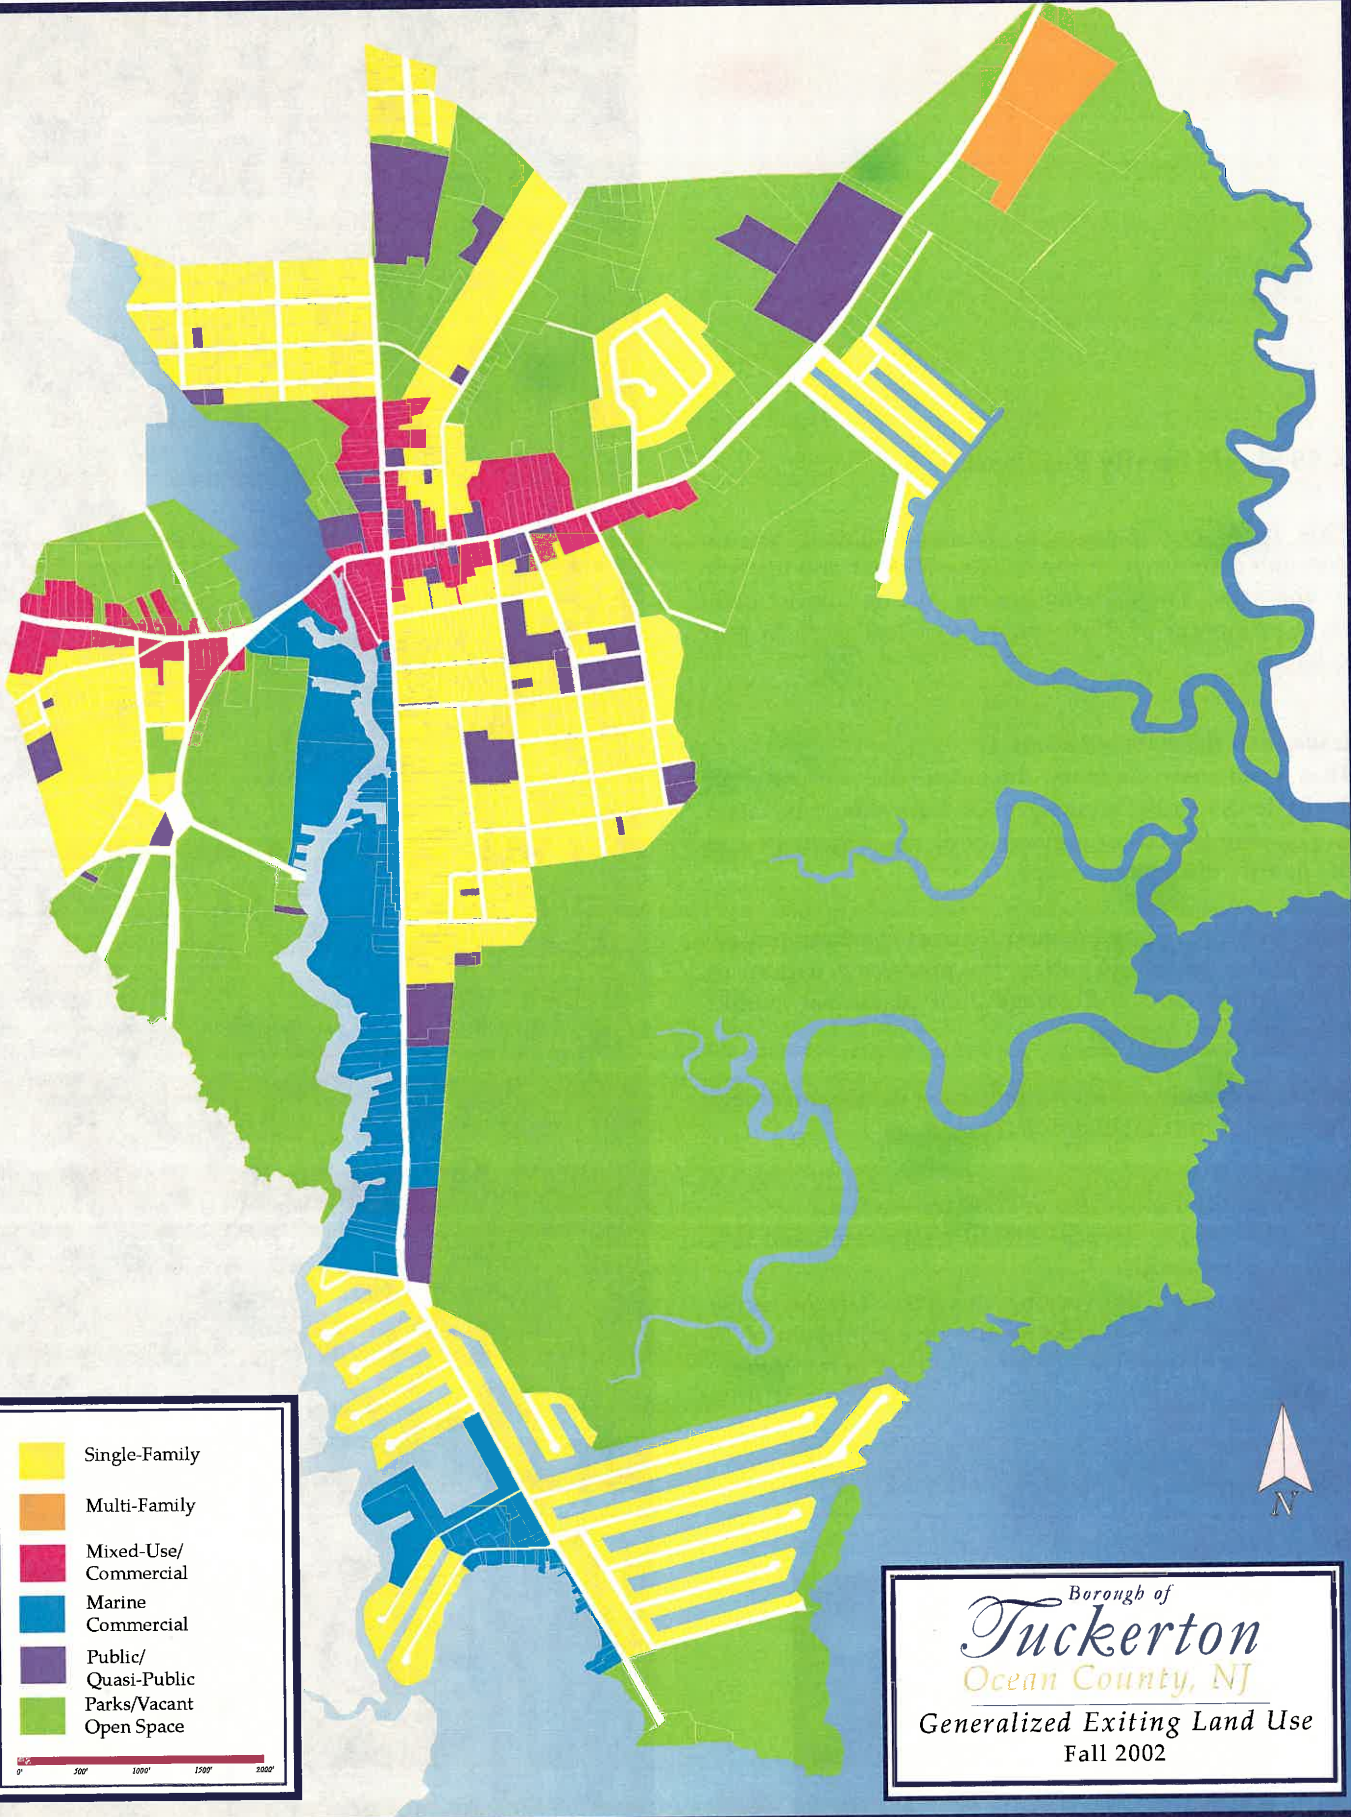 Single-Family
Multi-Family
Mixed-Use/
Commercial
Marine
Commercial
Public/
Quasi-Public
Parks/Vacant
Open Space
0' 500' 1000' 1500' 2000'
N
Borough of
Tuckerton
Ocean County, NJ
Generalized Exiting Land Use
Fall 2002